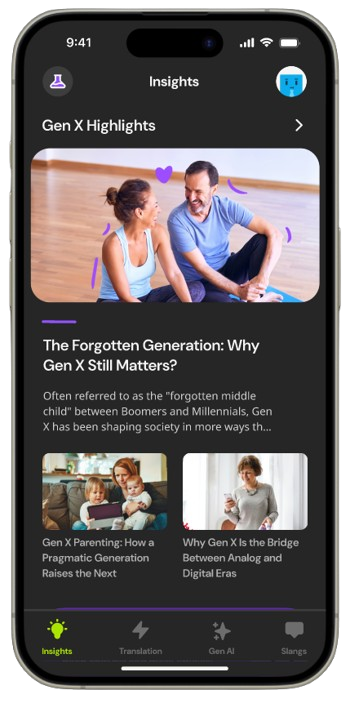 9:41
Insights
Gen X Highlights
The Forgotten Generation: Why
Gen X Still Matters?
Often referred to as the "forgotten middle
child" between Boomers and Millennials, Gen
X has been shaping society in more ways th...
Gen X Parenting: How a
Pragmatic Generation
Raises the Next
Why Gen X Is the Bridge
Between Analog and
Digital Eras
Insights
Translation
Gen AI
Slangs